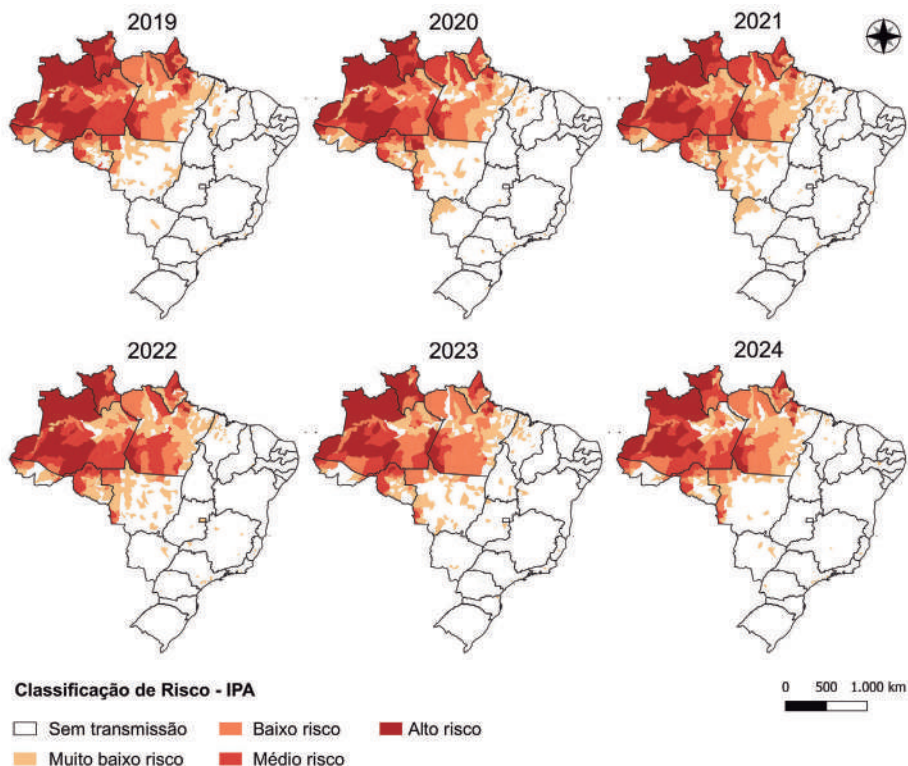 2019
2020
2021
2022
2023
2024
Classificação de Risco - IPA
Sem transmissão
Baixo risco
Alto risco
Muito baixo risco
Médio risco
0 500 1.000 km